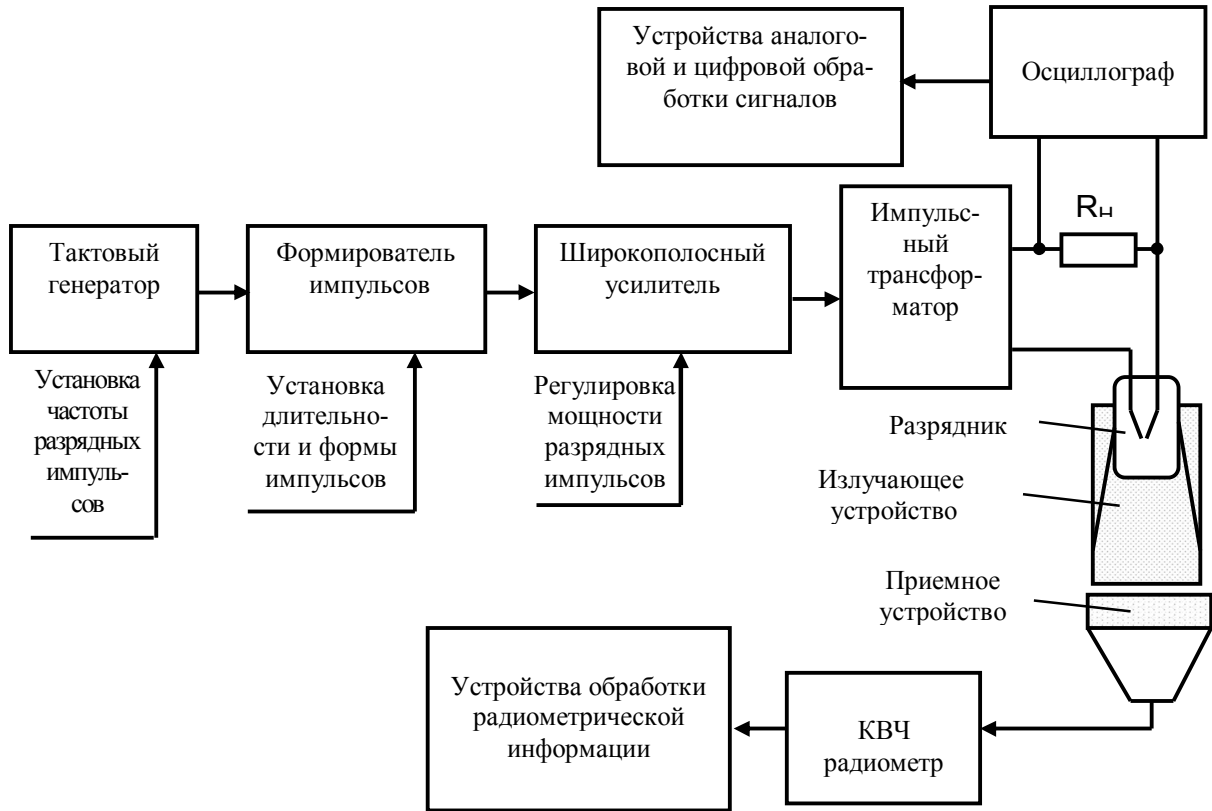 Устройства аналого-
вой и цифровой обра-
ботки сигналов
Осциллограф
Тактовый
генератор
Формирователь
импульсов
Широкополосный
усилитель
Импульс-
ный
трансфор-
матор
Rн
Установка
частоты
разрядных
импуль-
сов
Установка
длительно-
сти и формы
импульсов
Регулировка
мощности
разрядных
импульсов
Разрядник
Излучающее
устройство
Приемное
устройство
Устройства обработки
радиометрической
информации
КВЧ
радиометр